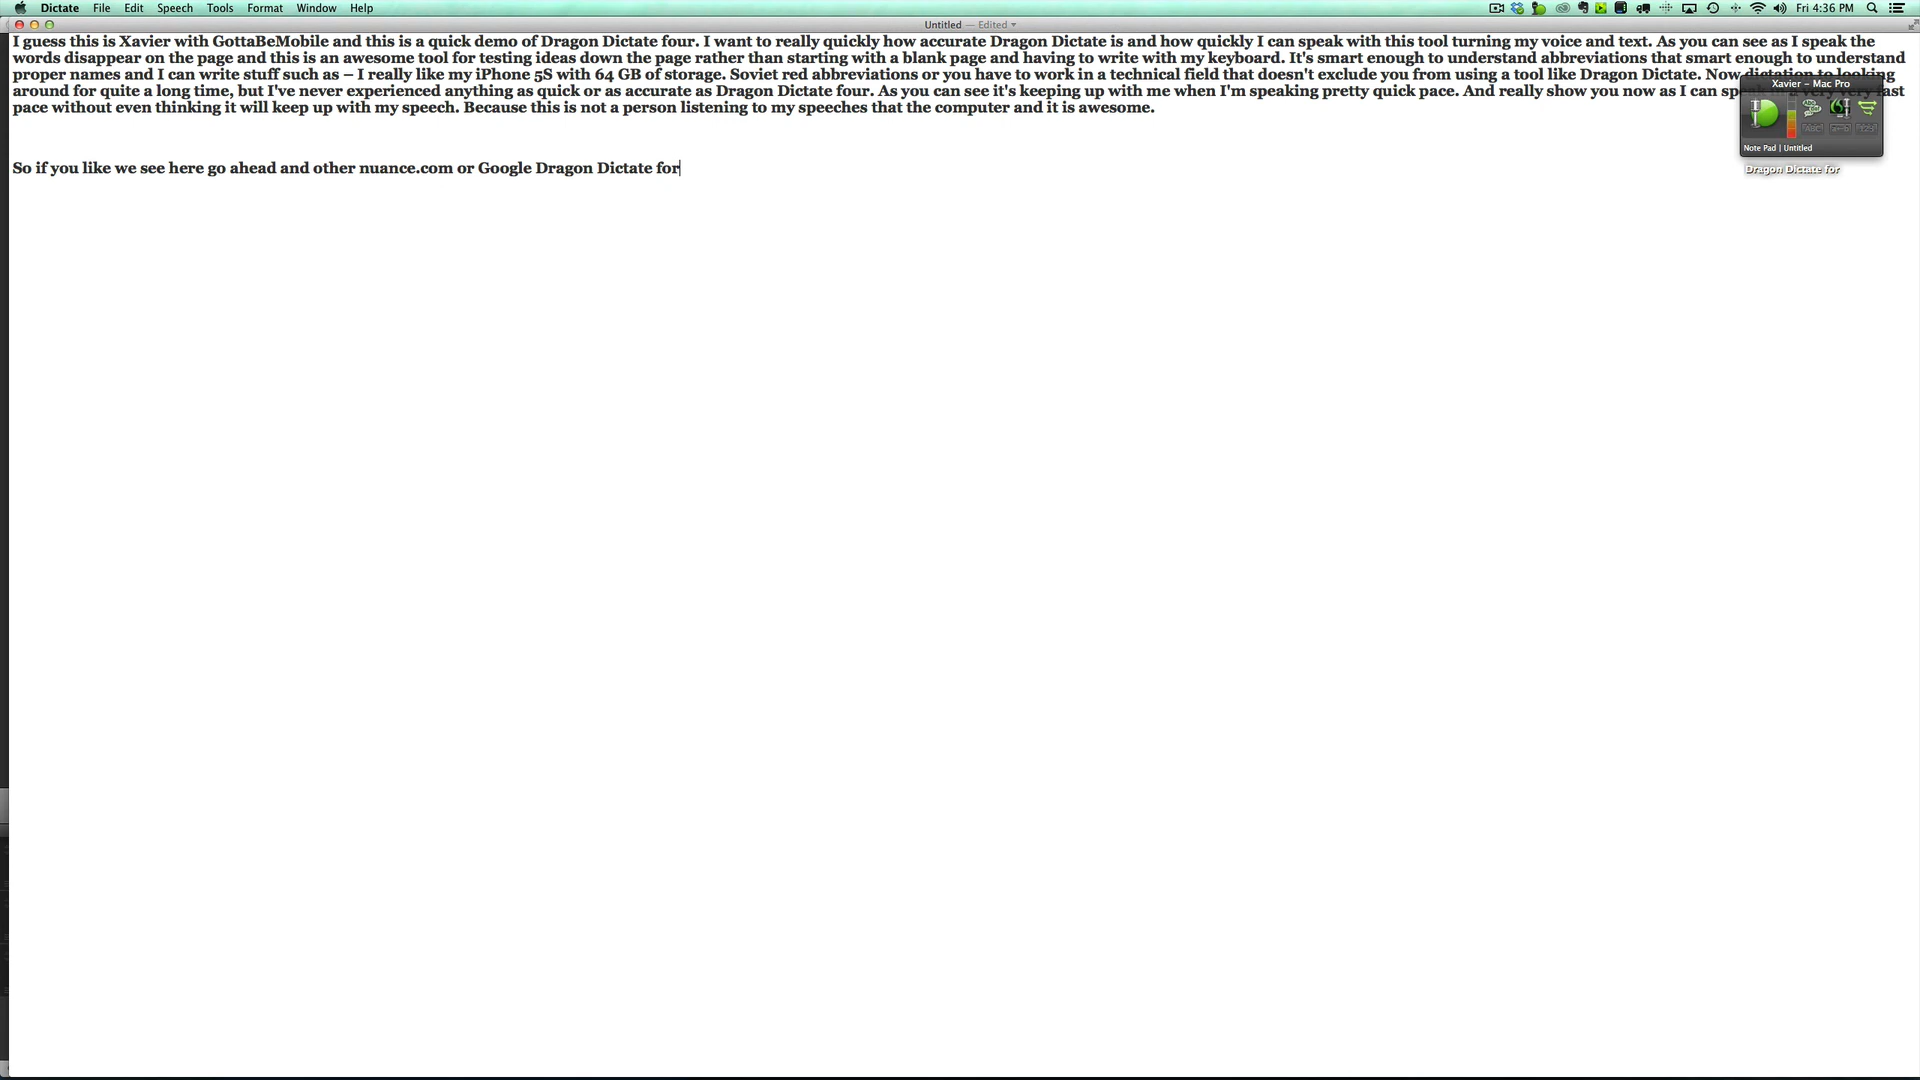 Dictate File Edit Speech Tools Format Window Help Fri 4:36 PM
Untitled — Edited
I guess this is Xavier with GottaBeMobile and this is a quick demo of Dragon Dictate four. I want to really quickly how accurate Dragon Dictate is and how quickly I can speak with this tool turning my voice and text. As you can see as I speak the
words disappear on the page and this is an awesome tool for testing ideas down the page rather than starting with a blank page and having to write with my keyboard. It's smart enough to understand abbreviations that smart enough to understand
proper names and I can write stuff such as – I really like my iPhone 5S with 64 GB of storage. Soviet red abbreviations or you have to work in a technical field that doesn't exclude you from using a tool like Dragon Dictate. Now dictation to looking
around for quite a long time, but I've never experienced anything as quick or as accurate as Dragon Dictate four. As you can see it's keeping up with me when I'm speaking pretty quick pace. And really show you now as I can fast
pace without even thinking it will keep up with my speech. Because this is not a person listening to my speeches that the computer and it is awesome.
So if you like we see here go ahead and other nuance.com or Google Dragon Dictate for
Xavier – Mac Pro
Note Pad | Untitled
Dragon Dictate for